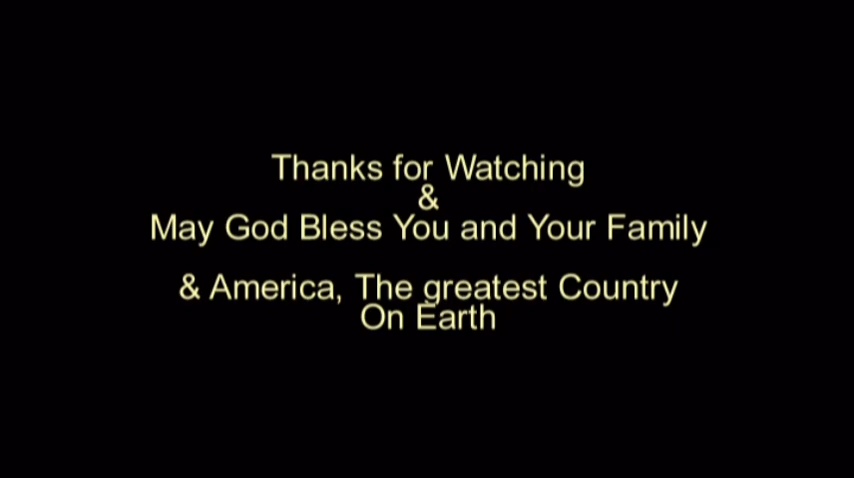 Thanks for Watching
&
May God Bless You and Your Family
& America, The greatest Country
On Earth